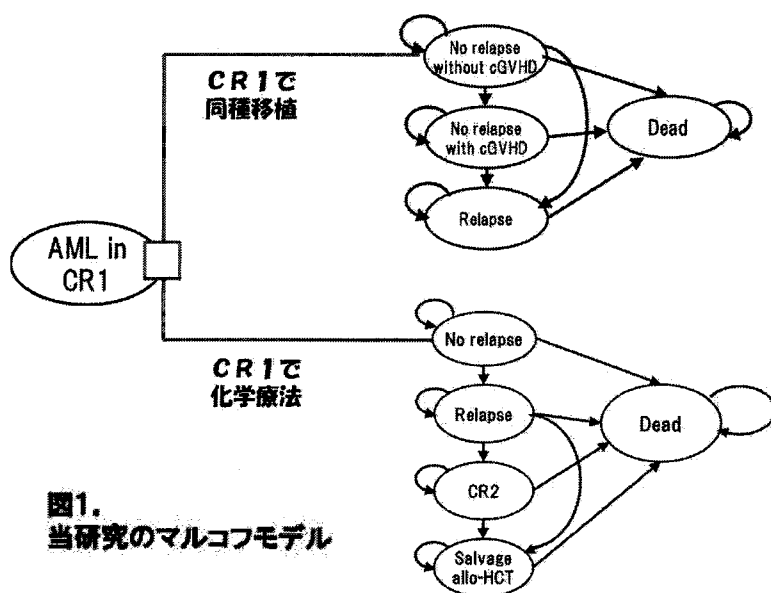 No relapse
without cGVHD
CR1で
同種移植
No relapse
with cGVHD
Dead
Relapse
AML in
CR1
No relapse
CR1で
化学療法
Relapse
Dead
CR2
Salvage
allo-HCT
図1.
当研究のマルコフモデル